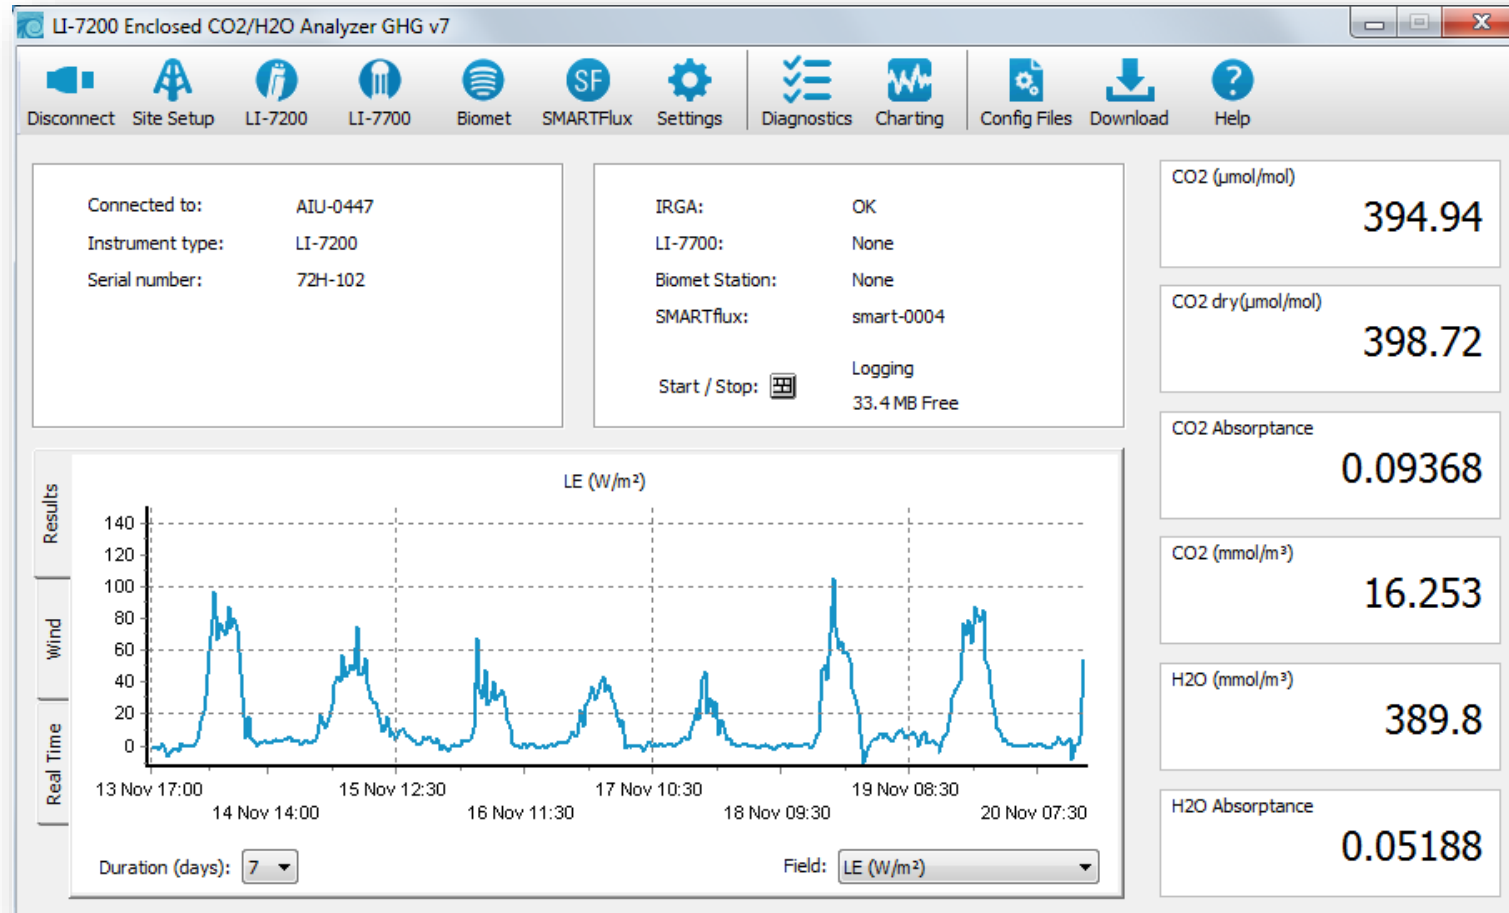 LI-7200 Enclosed CO2/H2O Analyzer GHG v7
Disconnect Site Setup LI-7200 LI-7700 Biomet SMARTFlux Settings Diagnostics Charting Config Files Download Help
SF
?
Connected to: AIU-0447
Instrument type: LI-7200
Serial number: 72H-102
IRGA: OK
LI-7700: None
Biomet Station: None
SMARTflux: smart-0004
Logging
Start / Stop:
33.4 MB Free
CO2 (µmol/mol)
394.94
CO2 dry(µmol/mol)
398.72
CO2 Absorptance
0.09368
CO2 (mmol/m³)
16.253
H2O (mmol/m³)
389.8
H2O Absorptance
0.05188
Results
Wind
Real Time
LE (W/m²)
140
120
100
80
60
40
20
0
13 Nov 17:00 15 Nov 12:30 17 Nov 10:30 19 Nov 08:30
14 Nov 14:00 16 Nov 11:30 18 Nov 09:30 20 Nov 07:30
Duration (days): 7 Field: LE (W/m²)